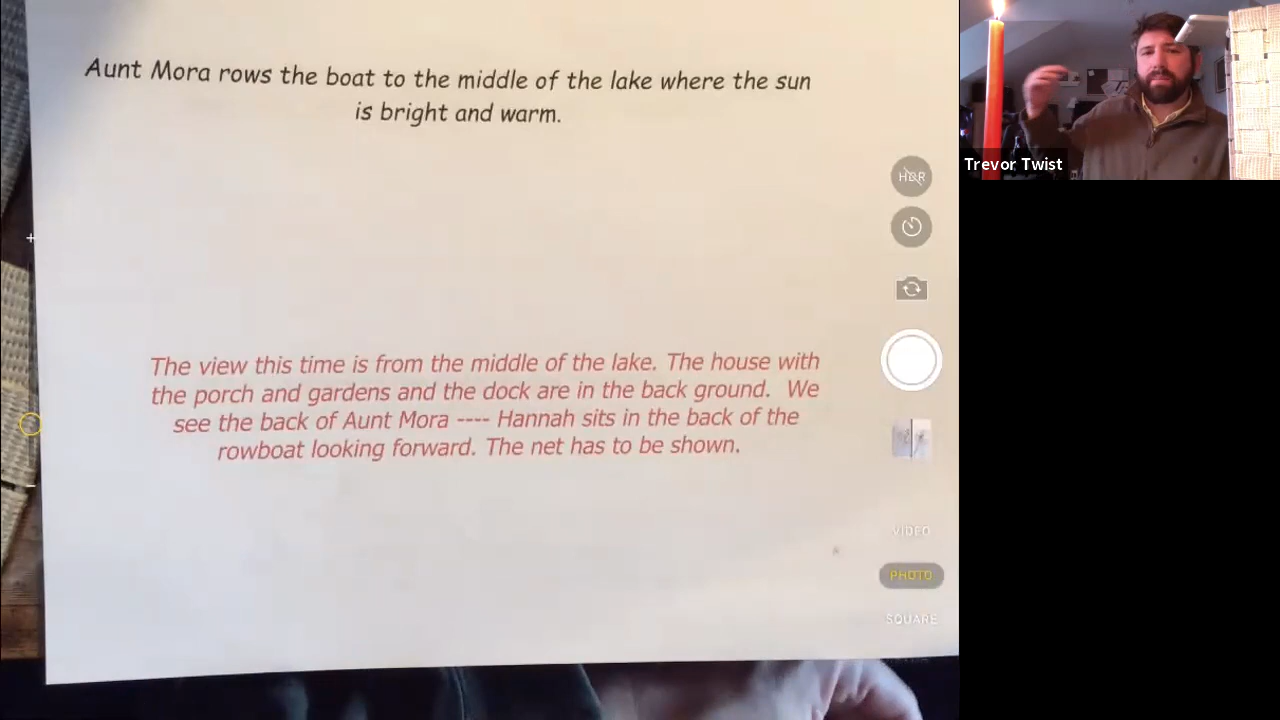 Aunt Mora rows the boat to the middle of the lake where the sun
is bright and warm.
The view this time is from the middle of the lake. The house with
the porch and gardens and the dock are in the back ground. We
see the back of Aunt Mora ---- Hannah sits in the back of the
rowboat looking forward. The net has to be shown.
HDR
VIDEO
PHOTO
SQUARE
Trevor Twist